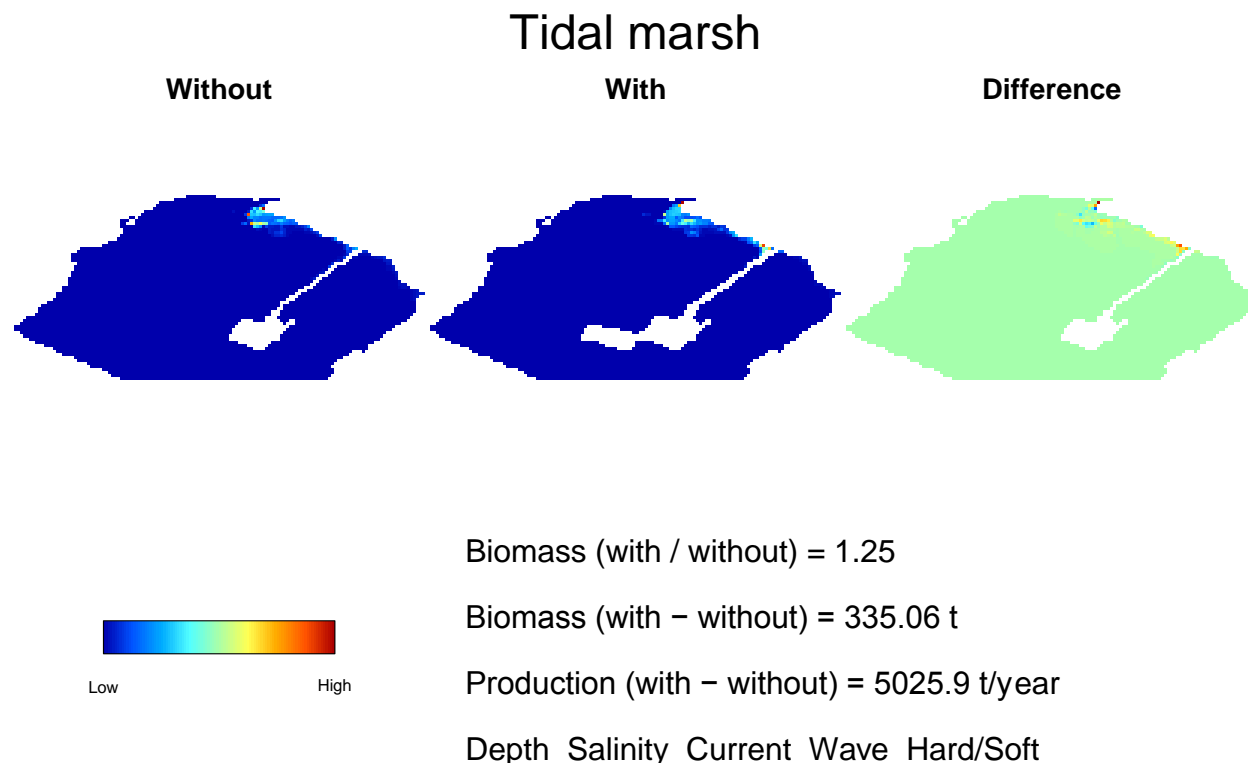 Tidal marsh
Without With Difference
Biomass (with / without) = 1.25
Biomass (with − without) = 335.06 t
Low High
Production (with − without) = 5025.9 t/year
Depth Salinity Current Wave Hard/Soft